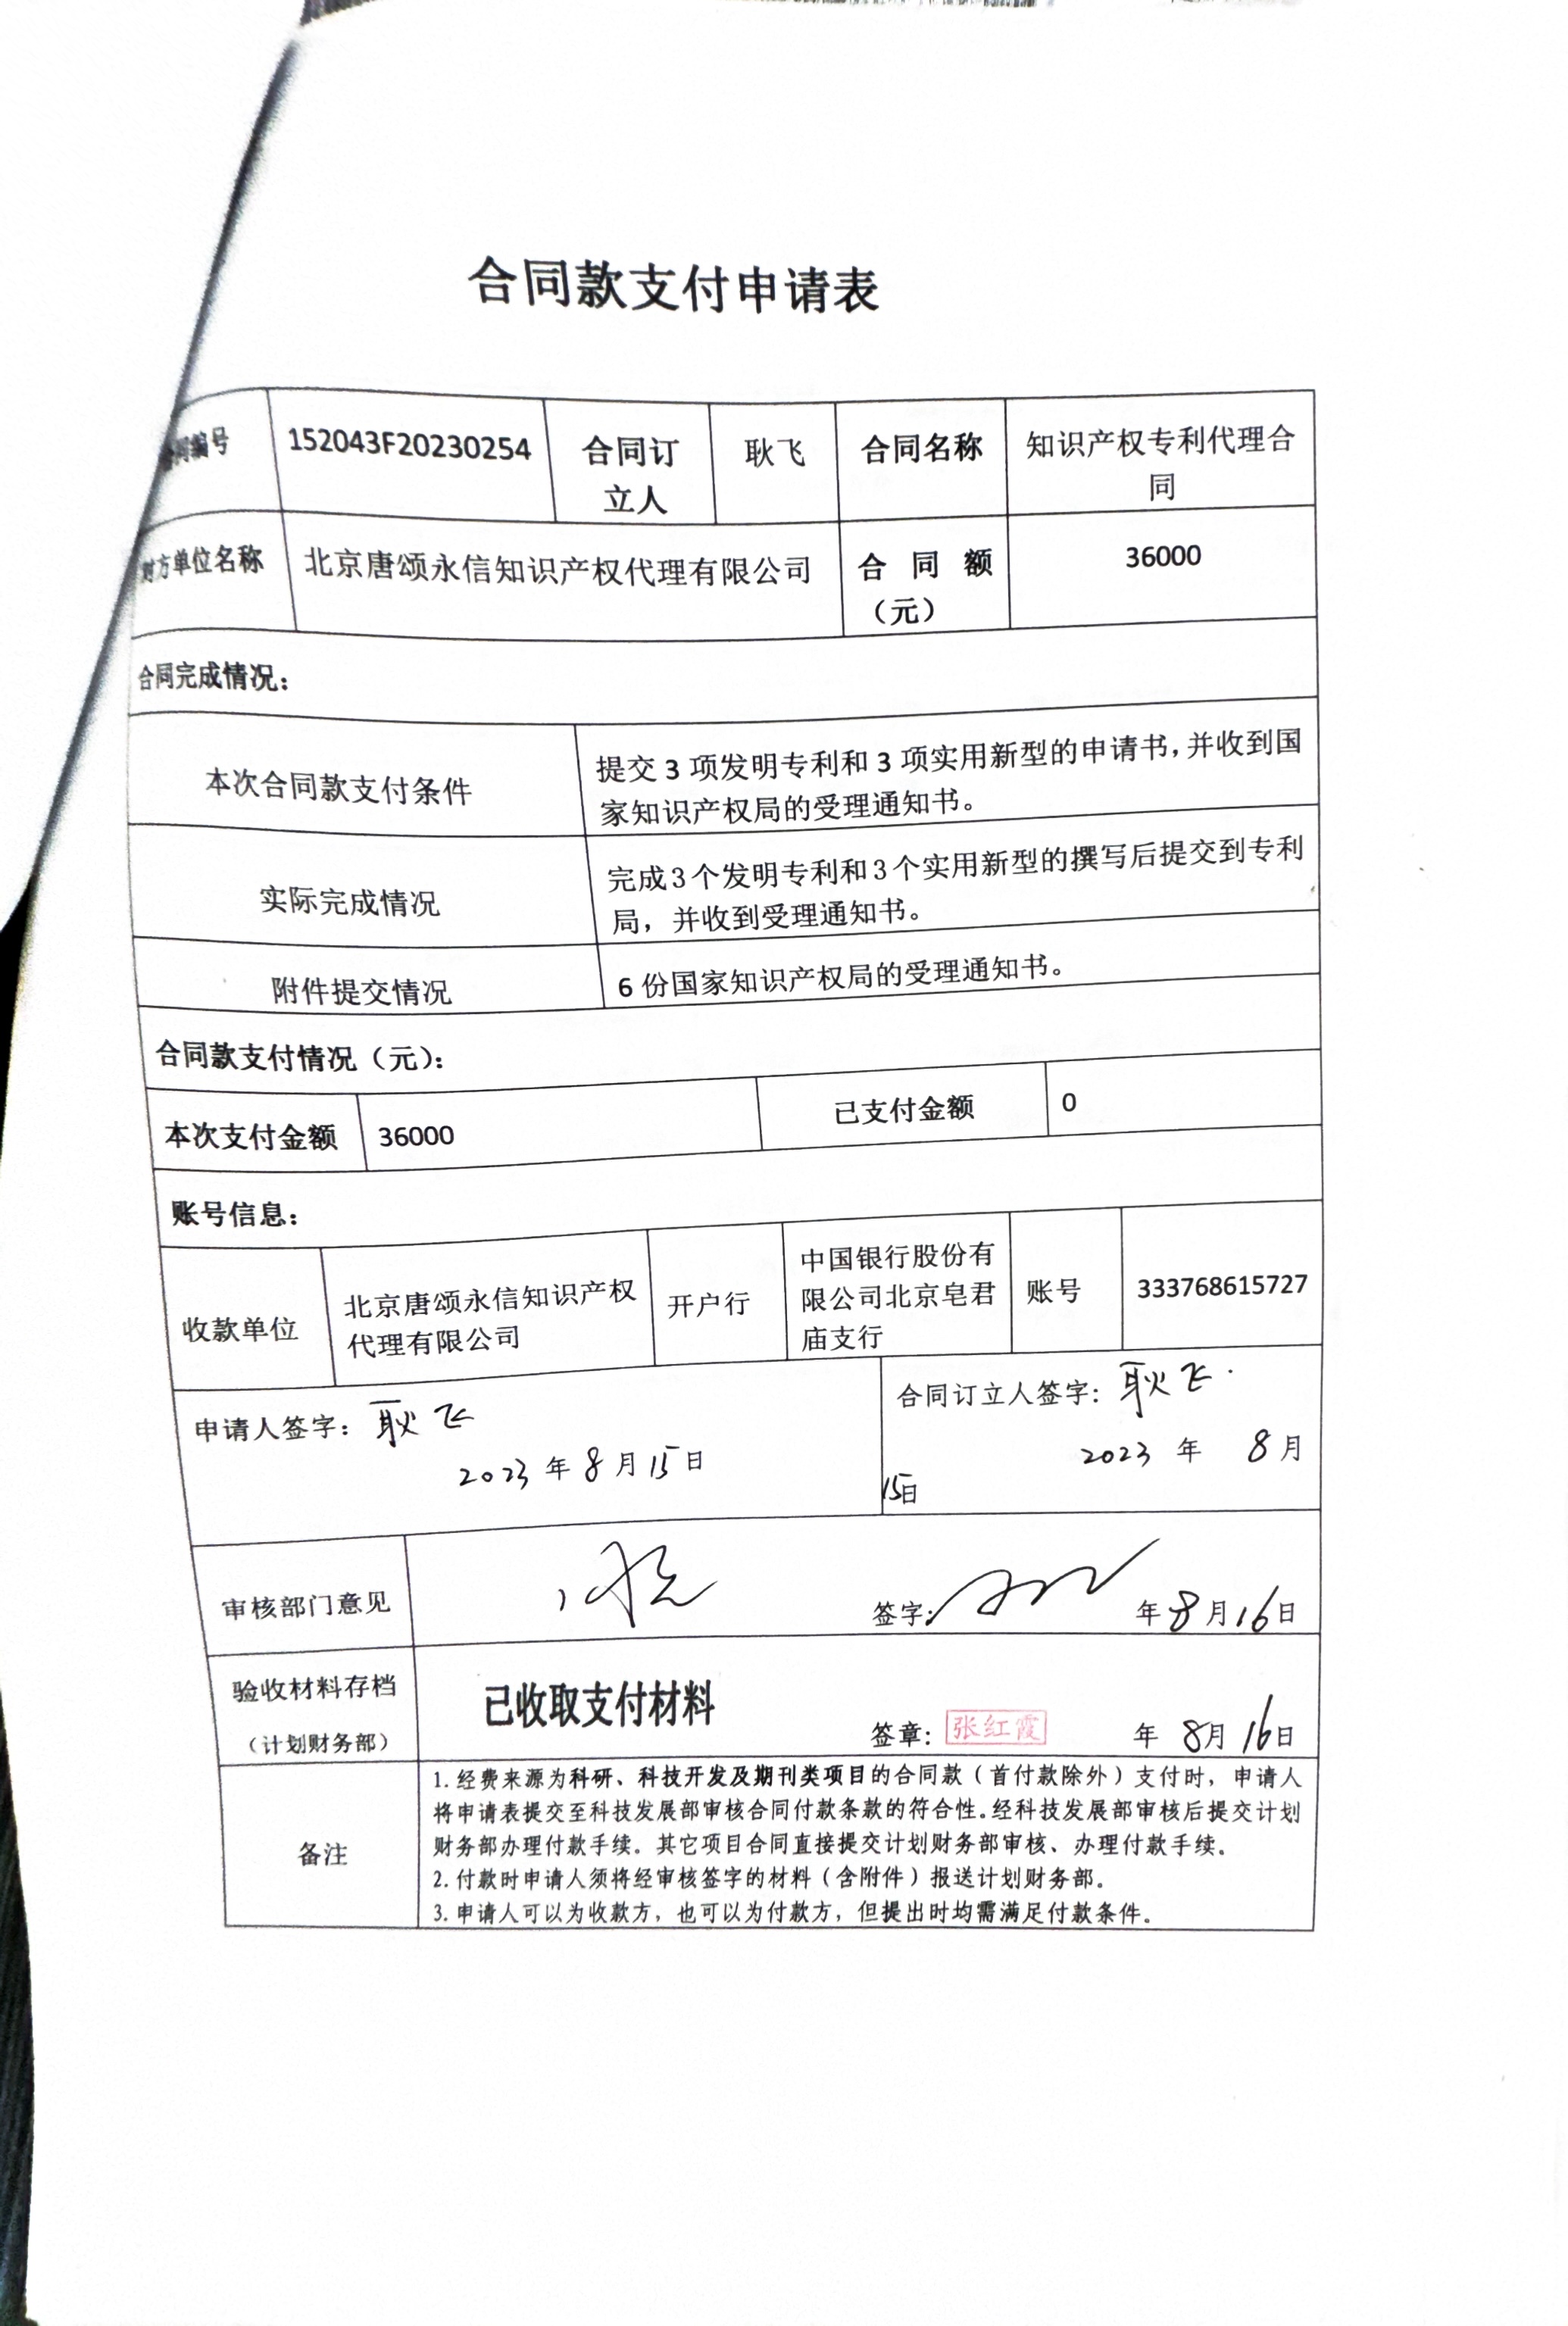 合同款支付申请表
合同编号 152043F20230254 合同订 耿飞 合同名称 知识产权专利代理合
立人 同
对方单位名称 北京唐颂永信知识产权代理有限公司 合同额 36000
（元）
合同完成情况：
本次合同款支付条件 提交 3 项发明专利和 3 项实用新型的申请书，并收到国
家知识产权局的受理通知书。
实际完成情况 完成3个发明专利和3个实用新型的撰写后提交到专利
局，并收到受理通知书。
附件提交情况 6 份国家知识产权局的受理通知书。
合同款支付情况（元）：
本次支付金额 36000 已支付金额 0
账号信息：
收款单位 北京唐颂永信知识产权 开户行 中国银行股份有 账号 333768615727
代理有限公司 限公司北京皂君
庙支行
申请人签字：耿飞 合同订立人签字：耿飞
2023 年 8 月 15 日 2023 年 8 月
15日
审核部门意见 签字： 年 8 月 16 日
验收材料存档 已收取支付材料
（计划财务部） 签章：张红霞 年 8月 16日
备注 1. 经费来源为科研、科技开发及期刊类项目的合同款（首付款除外）支付时，申请人
将申请表提交至科技发展部审核合同付款条款的符合性。经科技发展部审核后提交计划
财务部办理付款手续。其它项目合同直接提交计划财务部审核、办理付款手续。
2. 付款时申请人须将经审核签字的材料（含附件）报送计划财务部。
3. 申请人可以为收款方，也可以为付款方，但提出时均需满足付款条件。